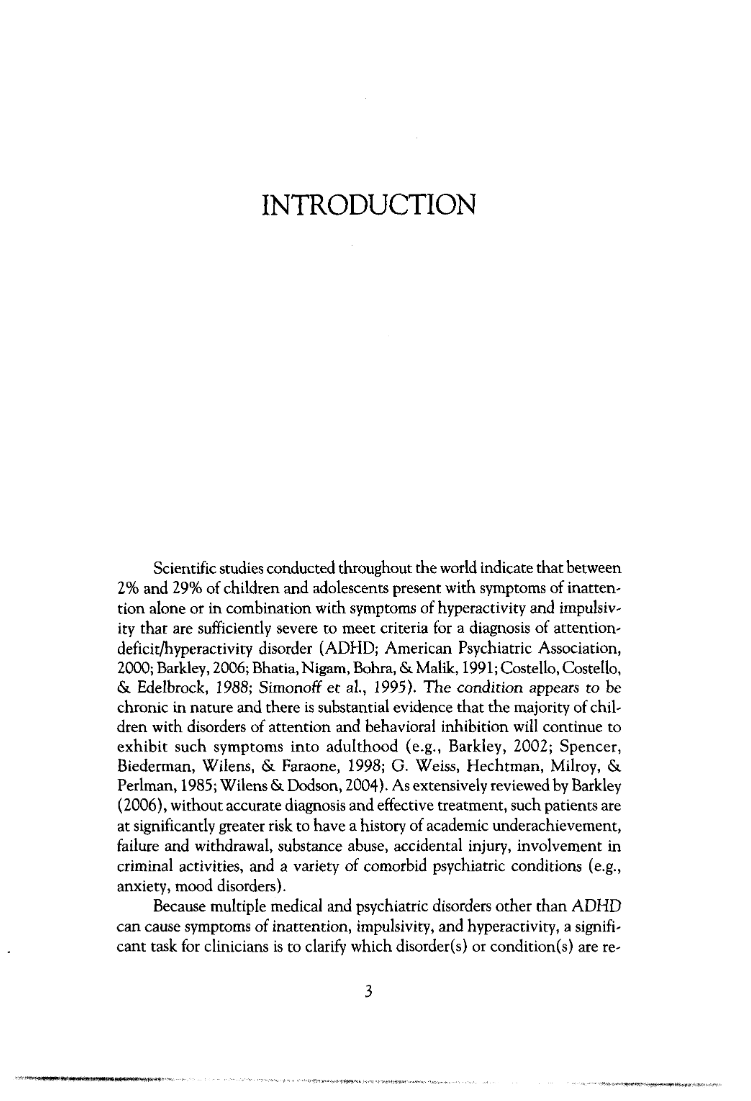 INTRODUCTION
Scientific studies conducted throughout the world indicate that between
2% and 29% of children and adolescents present with symptoms of inatten-
tion alone or in combination with symptoms of hyperactivity and impulsiv-
ity that are sufficiently severe to meet criteria for a diagnosis of attention-
deficit/hyperactivity disorder (ADHD; American Psychiatric Association,
2000; Barkley, 2006; Bhatia, Nigam, Bohra, & Malik, 1991; Costello, Costello,
& Edelbrock, 1988; Simonoff et al., 1995). The condition appears to be
chronic in nature and there is substantial evidence that the majority of chil-
dren with disorders of attention and behavioral inhibition will continue to
exhibit such symptoms into adulthood (e.g., Barkley, 2002; Spencer,
Biederman, Wilens, & Faraone, 1998; G. Weiss, Hechtman, Milroy, &
Perlman, 1985; Wilens & Dodson, 2004). As extensively reviewed by Barkley
(2006), without accurate diagnosis and effective treatment, such patients are
at significantly greater risk to have a history of academic underachievement,
failure and withdrawal, substance abuse, accidental injury, involvement in
criminal activities, and a variety of comorbid psychiatric conditions (e.g.,
anxiety, mood disorders).
Because multiple medical and psychiatric disorders other than ADHD
can cause symptoms of inattention, impulsivity, and hyperactivity, a signifi-
cant task for clinicians is to clarify which disorder(s) or condition(s) are re-
3